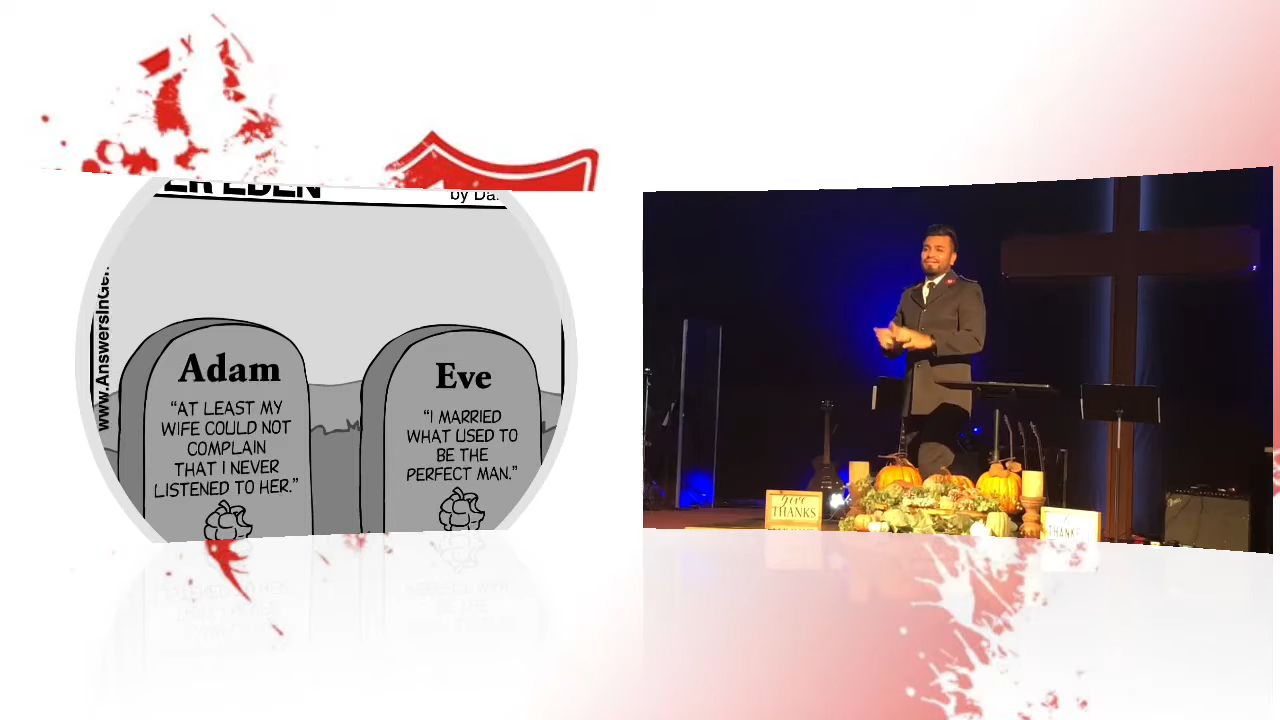 by Da
www.AnswersInGe
Adam
"AT LEAST MY
WIFE COULD NOT
COMPLAIN
THAT I NEVER
LISTENED TO HER."
Eve
"I MARRIED
WHAT USED TO
BE THE
PERFECT MAN."
give
THANKS
THANKS